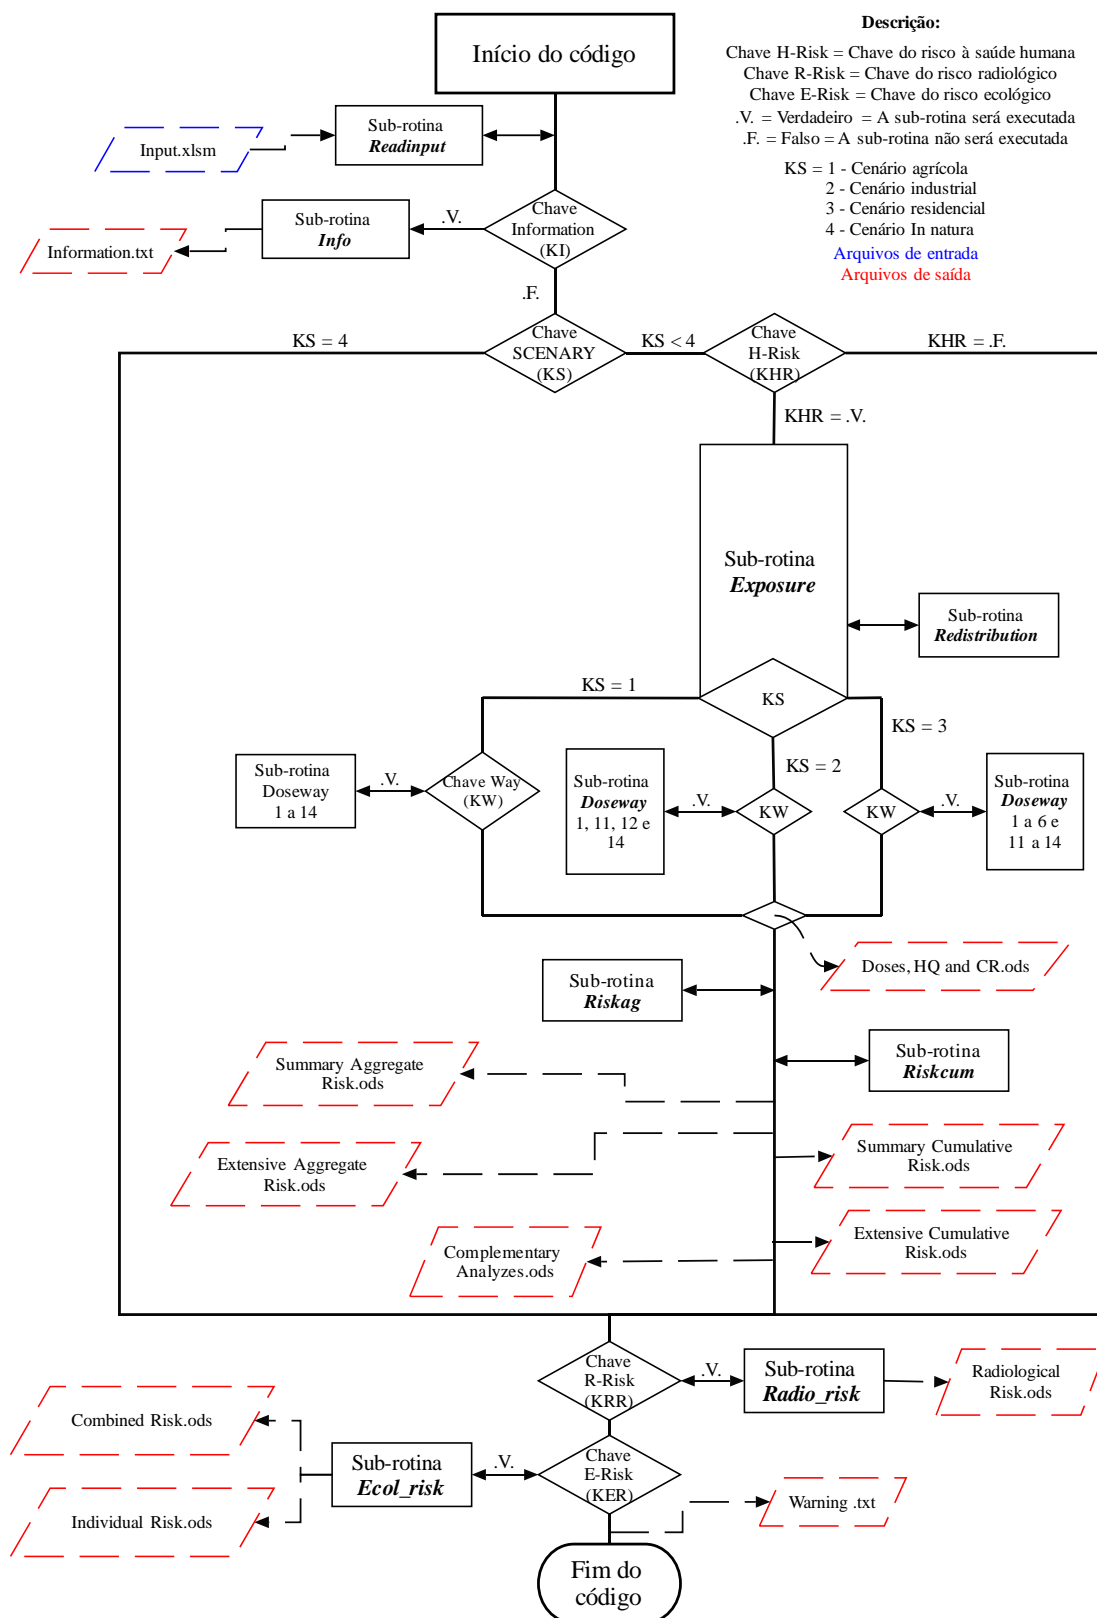 Início do código
Descrição:
Chave H-Risk = Chave do risco à saúde humana
Chave R-Risk = Chave do risco radiológico
Chave E-Risk = Chave do risco ecológico
.V. = Verdadeiro = A sub-rotina será executada
.F. = Falso = A sub-rotina não será executada
KS = 1 - Cenário agrícola
2 - Cenário industrial
3 - Cenário residencial
4 - Cenário In natura
Arquivos de entrada
Arquivos de saída
Input.xlsm
Sub-rotina
Readinput
Information.txt
Sub-rotina
Info
.V.
Chave
Information
(KI)
.F.
KS = 4
Chave
SCENARY
(KS)
KS < 4
Chave
H-Risk
(KHR)
KHR = .F.
KHR = .V.
Sub-rotina
Exposure
Sub-rotina
Redistribution
KS = 1
KS
KS = 3
KS = 2
Sub-rotina
Doseway
1 a 14
.V.
Chave Way
(KW)
Sub-rotina
Doseway
1, 11, 12 e
14
.V.
KW
KW
.V.
Sub-rotina
Doseway
1 a 6 e
11 a 14
Doses, HQ and CR.ods
Sub-rotina
Riskag
Sub-rotina
Riskcum
Summary Aggregate
Risk.ods
Extensive Aggregate
Risk.ods
Summary Cumulative
Risk.ods
Complementary
Analyzes.ods
Extensive Cumulative
Risk.ods
Chave
R-Risk
(KRR)
.V.
Sub-rotina
Radio_risk
Radiological
Risk.ods
Combined Risk.ods
Individual Risk.ods
Sub-rotina
Ecol_risk
.V.
Chave
E-Risk
(KER)
Warning .txt
Fim do
código